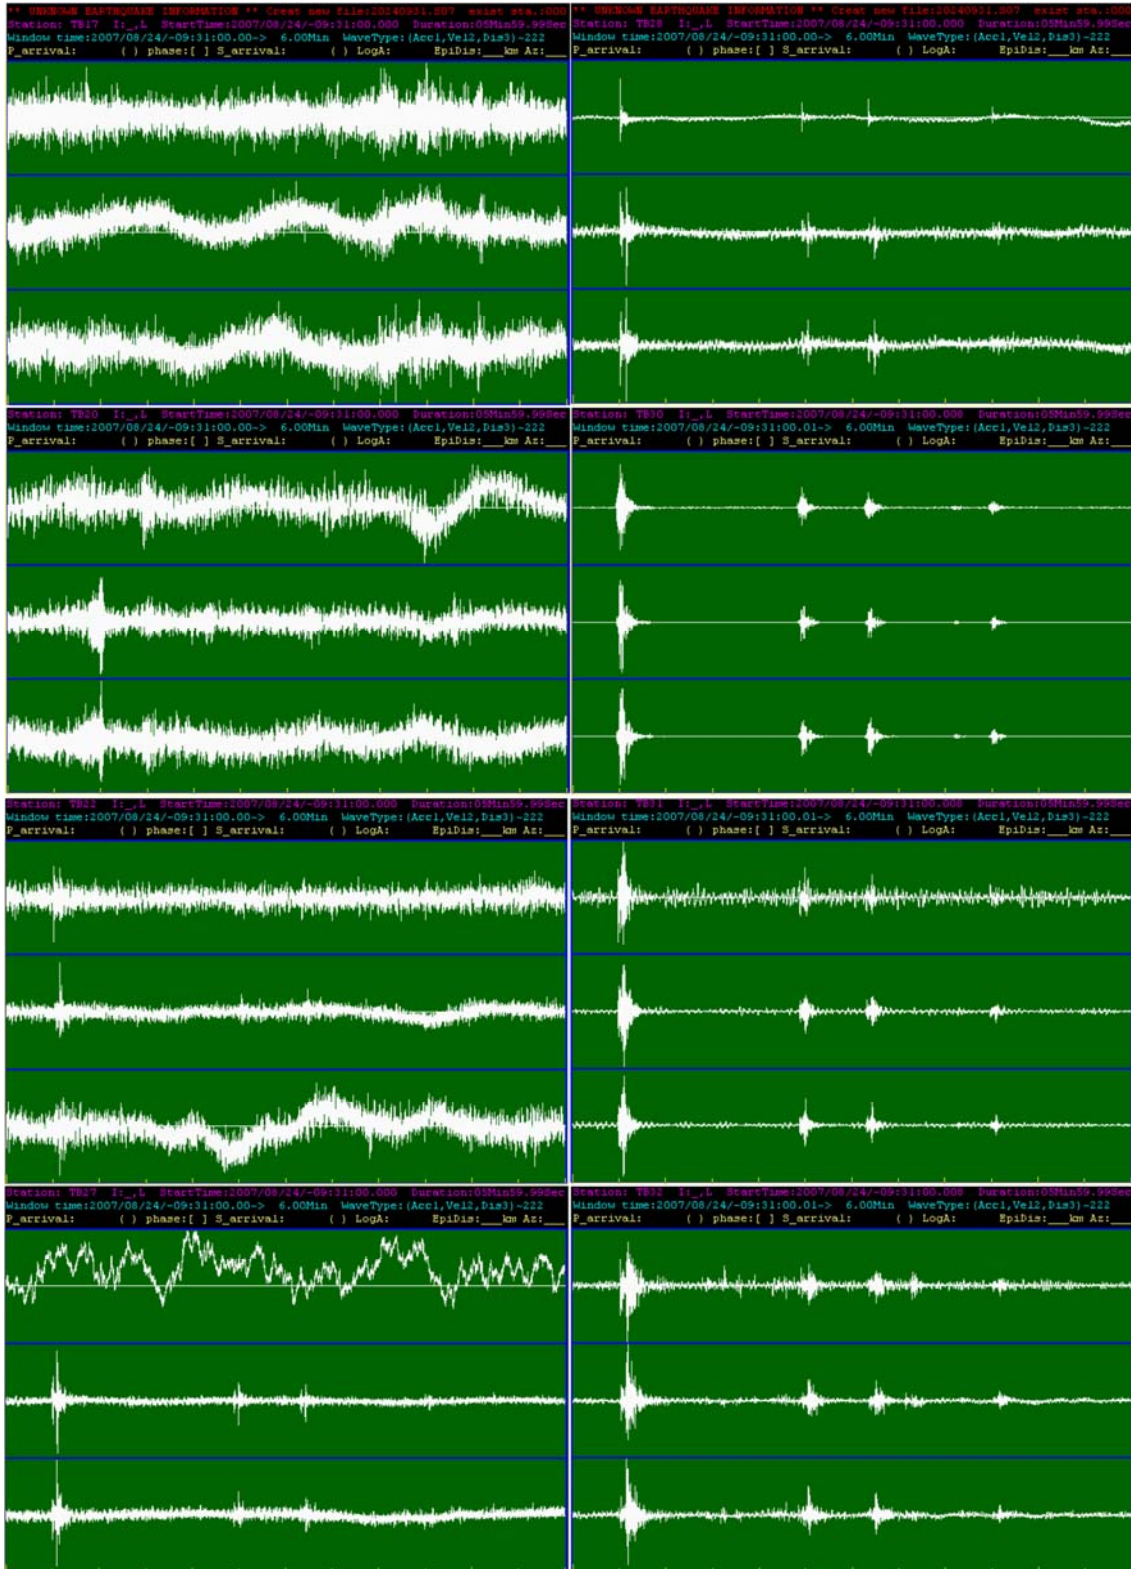 ** UNKNOWN EARTHQUAKE INFORMATION ** Creat new file:20240931.S07 exist sta.:000
Station: TB17 I:_,L StartTime:2007/08/24/-09:31:00.000 Duration:05Min59.99Sec
Window time:2007/08/24/-09:31:00.00-> 6.00Min WaveType:(Acc1,Vel2,Dis3)-222
P_arrival: ( ) phase:[ ] S_arrival: ( ) LogA: EpiDis:___km Az:
Station: TB20 I:_,L StartTime:2007/08/24/-09:31:00.000 Duration:05Min59.99Sec
Window time:2007/08/24/-09:31:00.00-> 6.00Min WaveType:(Acc1,Vel2,Dis3)-222
P_arrival: ( ) phase:[ ] S_arrival: ( ) LogA: EpiDis:___km Az:
Station: TB22 I:_,L StartTime:2007/08/24/-09:31:00.000 Duration:05Min59.99Sec
Window time:2007/08/24/-09:31:00.00-> 6.00Min WaveType:(Acc1,Vel2,Dis3)-222
P_arrival: ( ) phase:[ ] S_arrival: ( ) LogA: EpiDis:___km Az:
Station: TB27 I:_,L StartTime:2007/08/24/-09:31:00.000 Duration:05Min59.99Sec
Window time:2007/08/24/-09:31:00.00-> 6.00Min WaveType:(Acc1,Vel2,Dis3)-222
P_arrival: ( ) phase:[ ] S_arrival: ( ) LogA: EpiDis:___km Az:
** UNKNOWN EARTHQUAKE INFORMATION ** Creat new file:20240931.S07 exist sta.:000
Station: TB28 I:_,L StartTime:2007/08/24/-09:31:00.000 Duration:05Min59.99Sec
Window time:2007/08/24/-09:31:00.00-> 6.00Min WaveType:(Acc1,Vel2,Dis3)-222
P_arrival: ( ) phase:[ ] S_arrival: ( ) LogA: EpiDis:___km Az:
Station: TB30 I:_,L StartTime:2007/08/24/-09:31:00.008 Duration:05Min59.99Sec
Window time:2007/08/24/-09:31:00.01-> 6.00Min WaveType:(Acc1,Vel2,Dis3)-222
P_arrival: ( ) phase:[ ] S_arrival: ( ) LogA: EpiDis:___km Az:
Station: TB31 I:_,L StartTime:2007/08/24/-09:31:00.008 Duration:05Min59.99Sec
Window time:2007/08/24/-09:31:00.01-> 6.00Min WaveType:(Acc1,Vel2,Dis3)-222
P_arrival: ( ) phase:[ ] S_arrival: ( ) LogA: EpiDis:___km Az:
Station: TB32 I:_,L StartTime:2007/08/24/-09:31:00.008 Duration:05Min59.99Sec
Window time:2007/08/24/-09:31:00.01-> 6.00Min WaveType:(Acc1,Vel2,Dis3)-222
P_arrival: ( ) phase:[ ] S_arrival: ( ) LogA: EpiDis:___km Az: